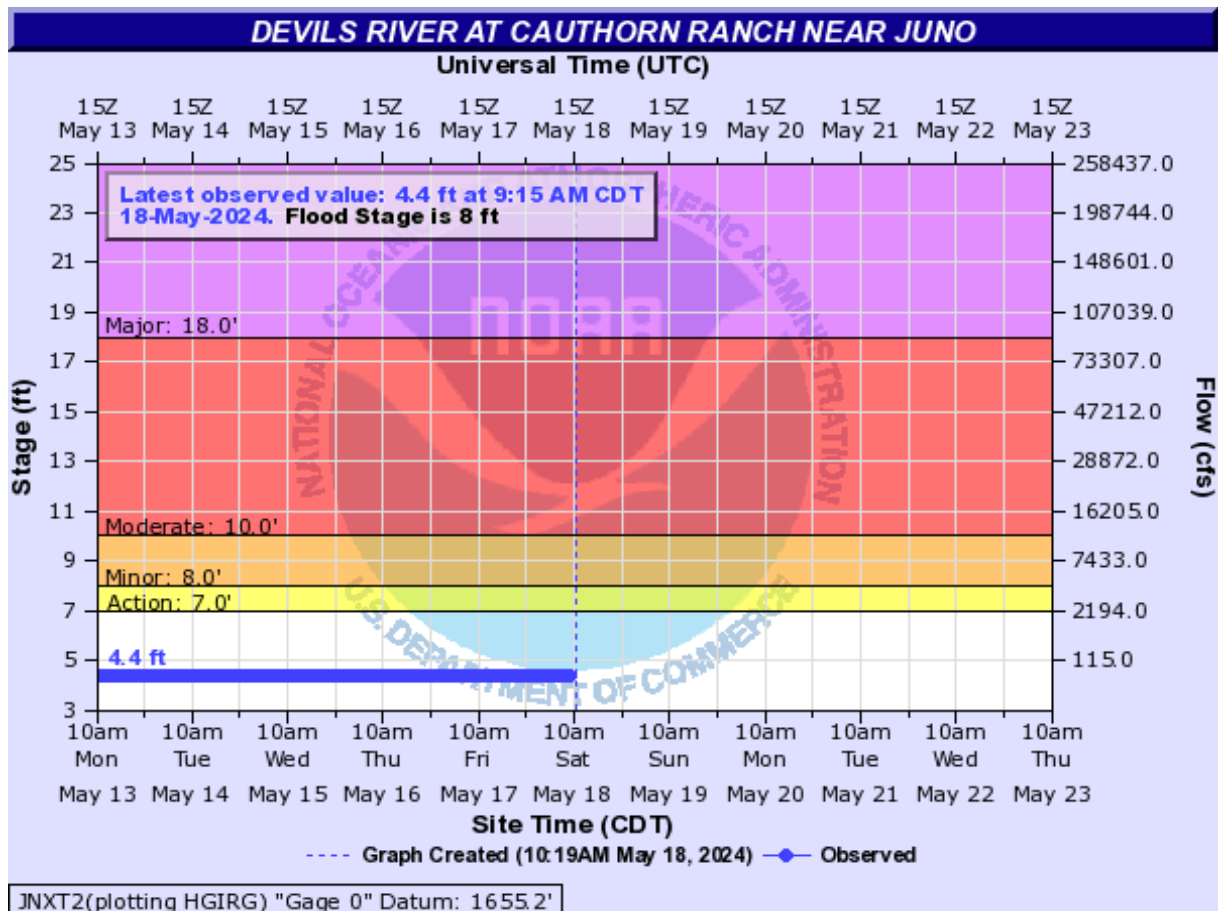 DEVILS RIVER AT CAUTHORN RANCH NEAR JUNO
Universal Time (UTC)
15Z 15Z 15Z 15Z 15Z 15Z 15Z 15Z 15Z 15Z 15Z
May 13 May 14 May 15 May 16 May 17 May 18 May 19 May 20 May 21 May 22 May 23
Latest observed value: 4.4 ft at 9:15 AM CDT
18-May-2024. Flood Stage is 8 ft
Stage (ft)
25
23
21
19
17
15
13
11
9
7
5
3
Major: 18.0'
Moderate: 10.0'
Minor: 8.0'
Action: 7.0'
4.4 ft
NATIONAL OCEANIC AND ATMOSPHERIC ADMINISTRATION
NOAA
U.S. DEPARTMENT OF COMMERCE
258437.0
198744.0
148601.0
107039.0
73307.0
47212.0
28872.0
16205.0
7433.0
2194.0
115.0
Flow (cfs)
10am 10am 10am 10am 10am 10am 10am 10am 10am 10am 10am
Mon Tue Wed Thu Fri Sat Sun Mon Tue Wed Thu
May 13 May 14 May 15 May 16 May 17 May 18 May 19 May 20 May 21 May 22 May 23
Site Time (CDT)
Graph Created (10:19AM May 18, 2024) Observed
JNXT2(plotting HGIRG) "Gage 0" Datum: 1655.2'